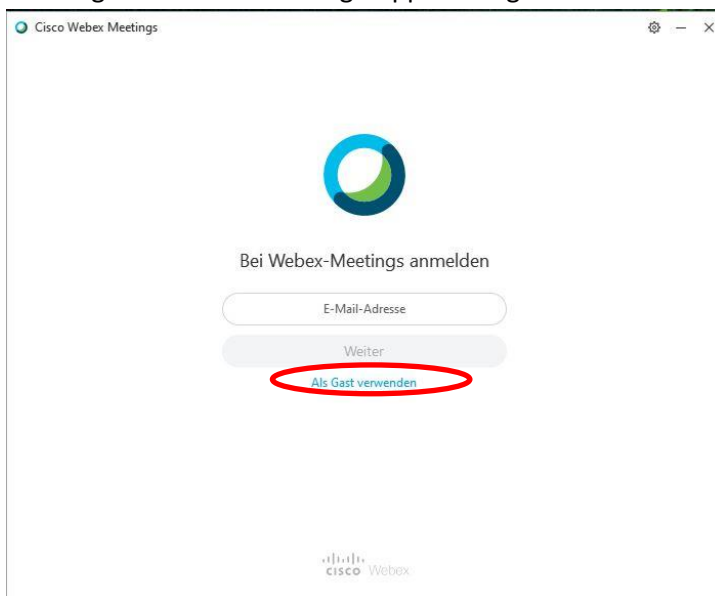 Cisco Webex Meetings
Bei Webex-Meetings anmelden
E-Mail-Adresse
Weiter
Als Gast verwenden
cisco Webex